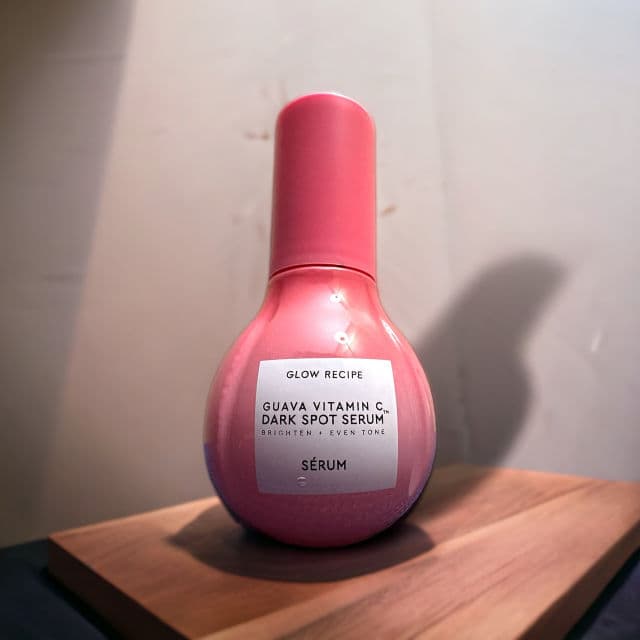 GLOW RECIPE
GUAVA VITAMIN C
DARK SPOT SERUM™
BRIGHTEN + EVEN TONE
SÉRUM